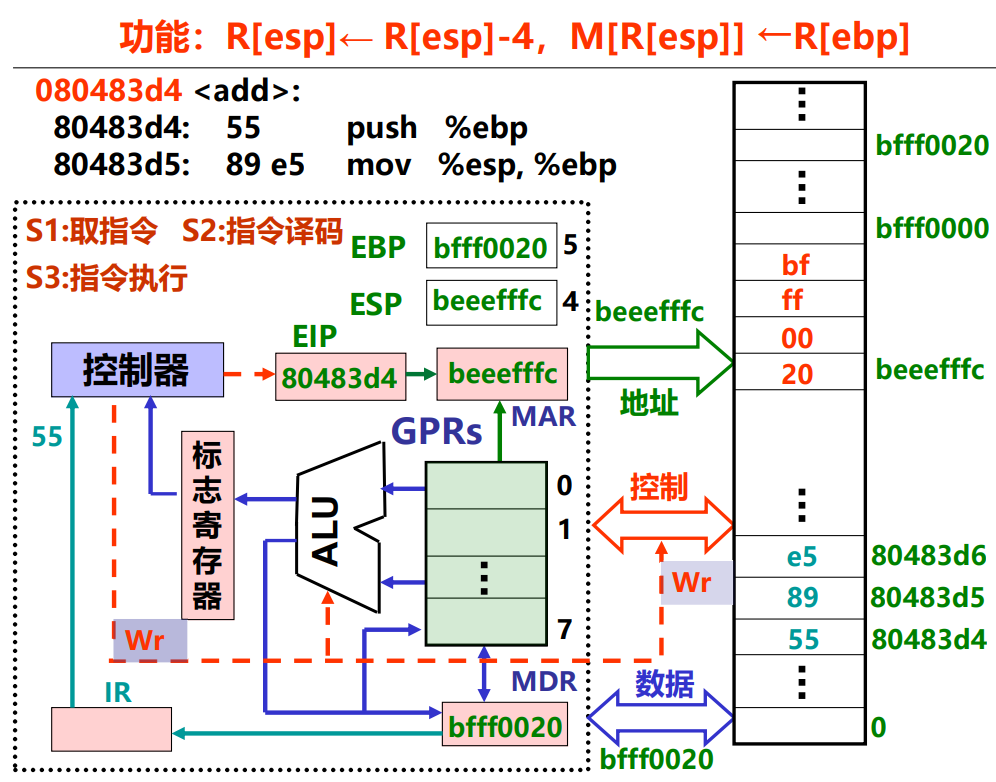 功能：R[esp]← R[esp]-4，M[R[esp]] ←R[ebp]
080483d4 <add>:
80483d4: 55 push %ebp
80483d5: 89 e5 mov %esp, %ebp
S1:取指令 S2:指令译码
S3:指令执行
EBP bfff0020 5
ESP beeefffc 4
EIP
控制器
80483d4
beeefffc
MAR
55
标志寄存器
ALU
GPRs
0
1
⋮
7
Wr
IR
MDR
bfff0020
beeefffc
地址
控制
Wr
数据
bfff0020
⋮
bfff0020
⋮
bfff0000
bf
ff
00
20 beeefffc
⋮
e5 80483d6
89 80483d5
55 80483d4
⋮
0